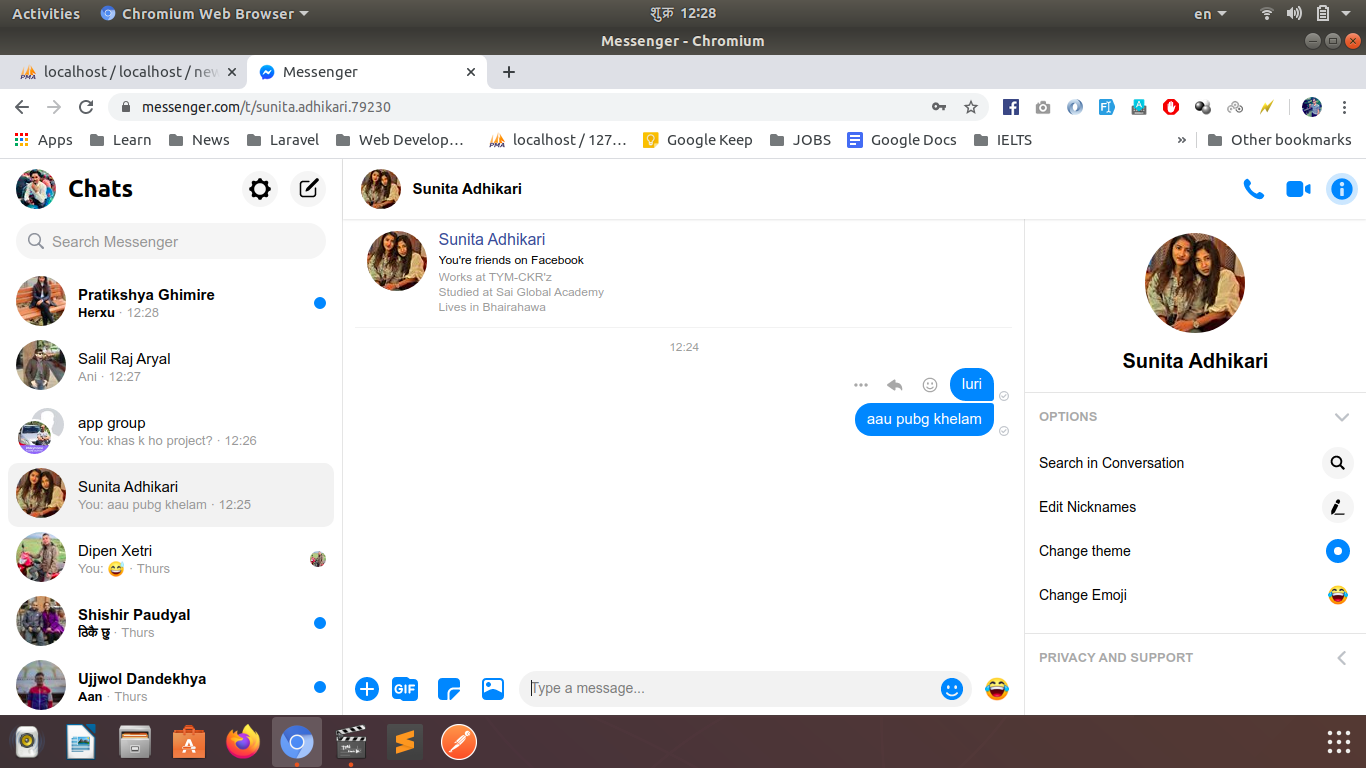 Activities
Chromium Web Browser
शुक्र 12:28
en
Messenger - Chromium
localhost / localhost / new
Messenger
messenger.com/t/sunita.adhikari.79230
Apps
Learn
News
Laravel
Web Develop...
localhost / 127...
Google Keep
JOBS
Google Docs
IELTS
»
Other bookmarks
Chats
Search Messenger
Pratikshya Ghimire
Herxu · 12:28
Salil Raj Aryal
Ani · 12:27
app group
You: khas k ho project? · 12:26
Sunita Adhikari
You: aau pubg khelam · 12:25
Dipen Xetri
You: 😅 · Thurs
Shishir Paudyal
ठिकै छु · Thurs
Ujjwol Dandekhya
Aan · Thurs
Sunita Adhikari
Sunita Adhikari
You're friends on Facebook
Works at TYM-CKR'z
Studied at Sai Global Academy
Lives in Bhairahawa
12:24
luri
aau pubg khelam
GIF
Type a message...
Sunita Adhikari
OPTIONS
Search in Conversation
Edit Nicknames
Change theme
Change Emoji
PRIVACY AND SUPPORT